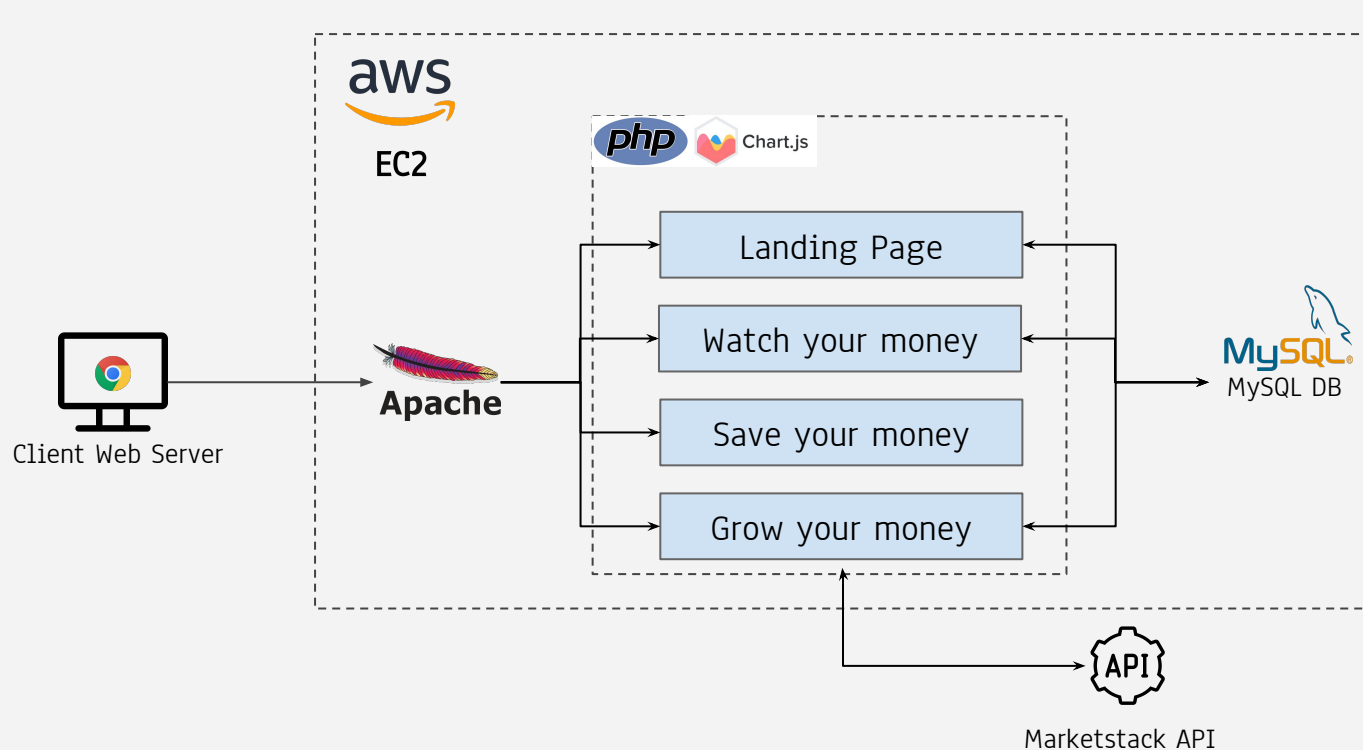 aws
EC2
php Chart.js
Landing Page
Watch your money
Save your money
Grow your money
Apache
Client Web Server
MySQL®
MySQL DB
API
Marketstack API